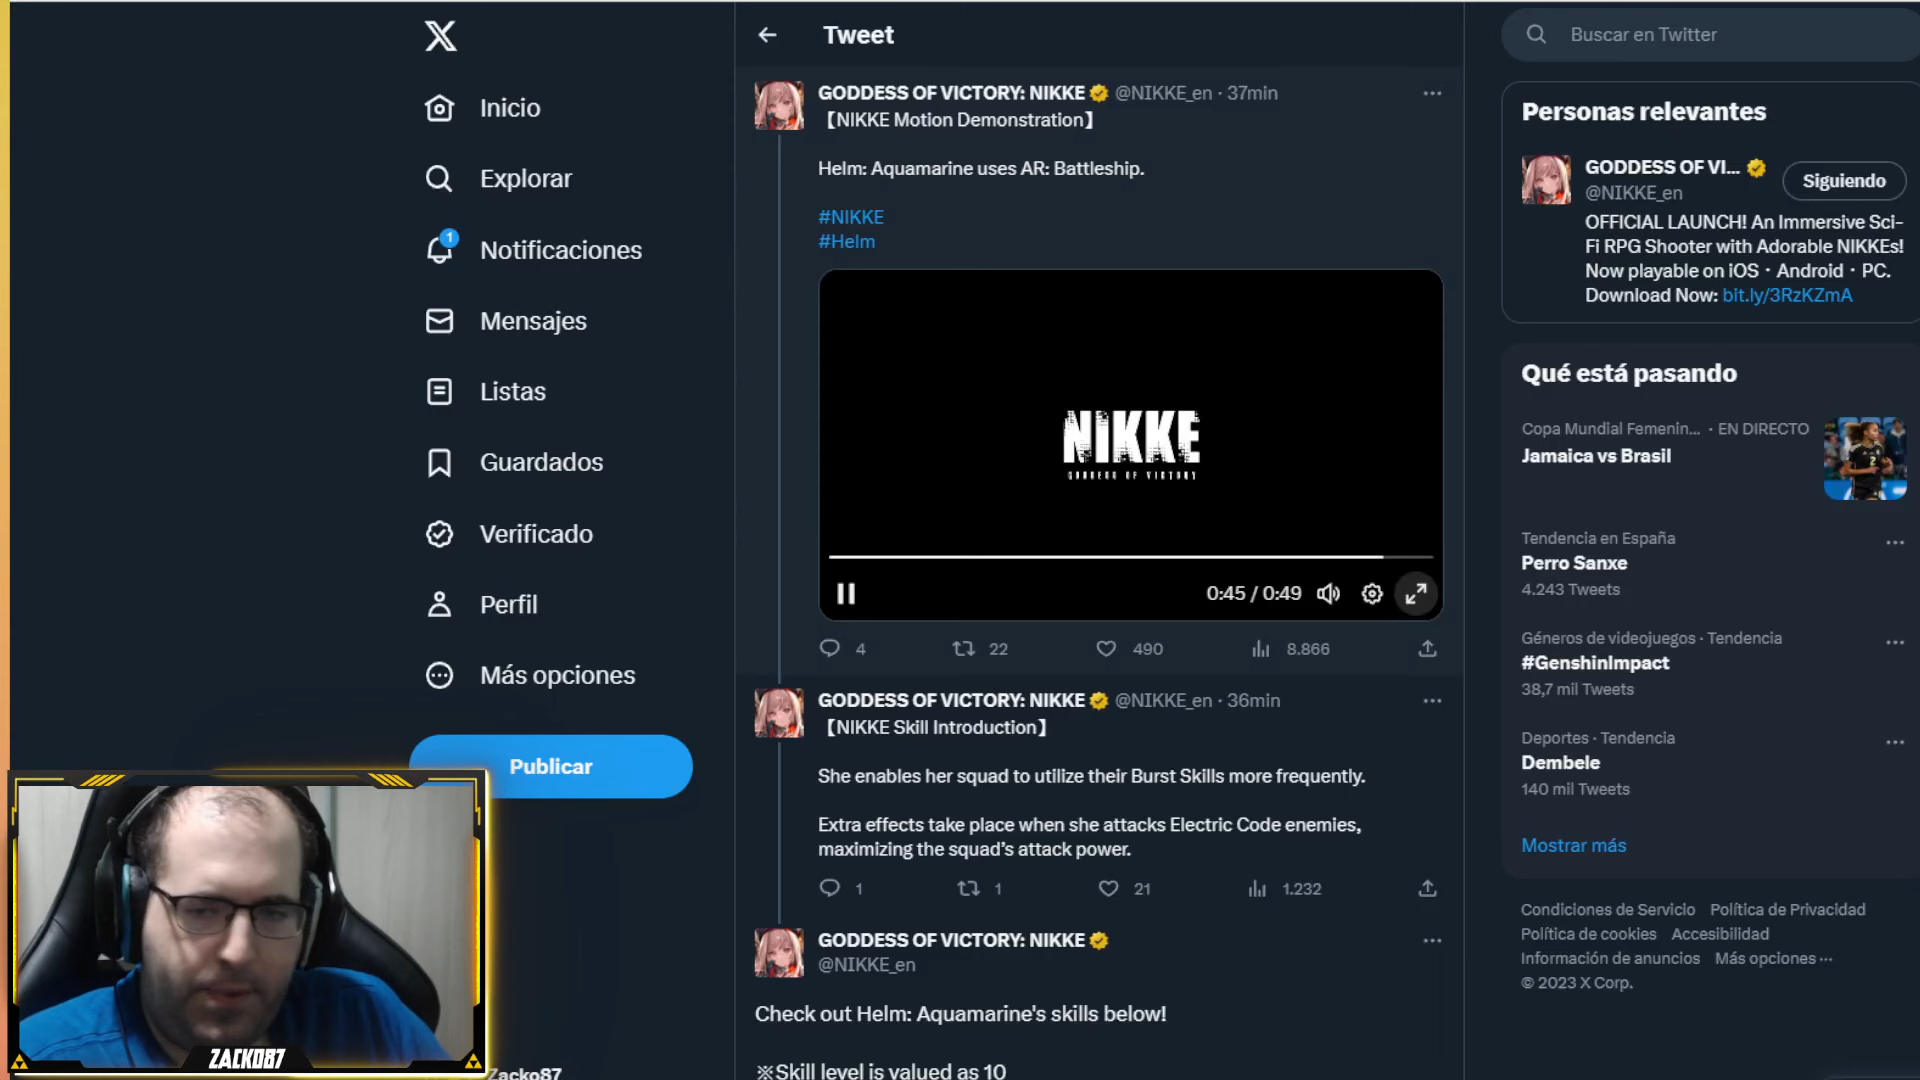 Inicio
Explorar
1
Notificaciones
Mensajes
Listas
Guardados
Verificado
Perfil
Más opciones
Publicar
ZACKO87
Zacko87
Tweet
GODDESS OF VICTORY: NIKKE @NIKKE_en · 37min
【NIKKE Motion Demonstration】
Helm: Aquamarine uses AR: Battleship.
#NIKKE
#Helm
NIKKE
GODDESS OF VICTORY
0:45 / 0:49
4 22 490 8.866
GODDESS OF VICTORY: NIKKE @NIKKE_en · 36min
【NIKKE Skill Introduction】
She enables her squad to utilize their Burst Skills more frequently.
Extra effects take place when she attacks Electric Code enemies,
maximizing the squad's attack power.
1 1 21 1.232
GODDESS OF VICTORY: NIKKE
@NIKKE_en
Check out Helm: Aquamarine's skills below!
※Skill level is valued as 10
Buscar en Twitter
Personas relevantes
GODDESS OF VI...
@NIKKE_en
Siguiendo
OFFICIAL LAUNCH! An Immersive Sci-
Fi RPG Shooter with Adorable NIKKEs!
Now playable on iOS・Android・PC.
Download Now: bit.ly/3RzKZmA
Qué está pasando
Copa Mundial Femenin... · EN DIRECTO
Jamaica vs Brasil
Tendencia en España
Perro Sanxe
4.243 Tweets
Géneros de videojuegos · Tendencia
#GenshinImpact
38,7 mil Tweets
Deportes · Tendencia
Dembele
140 mil Tweets
Mostrar más
Condiciones de Servicio Política de Privacidad
Política de cookies Accesibilidad
Información de anuncios Más opciones ···
© 2023 X Corp.